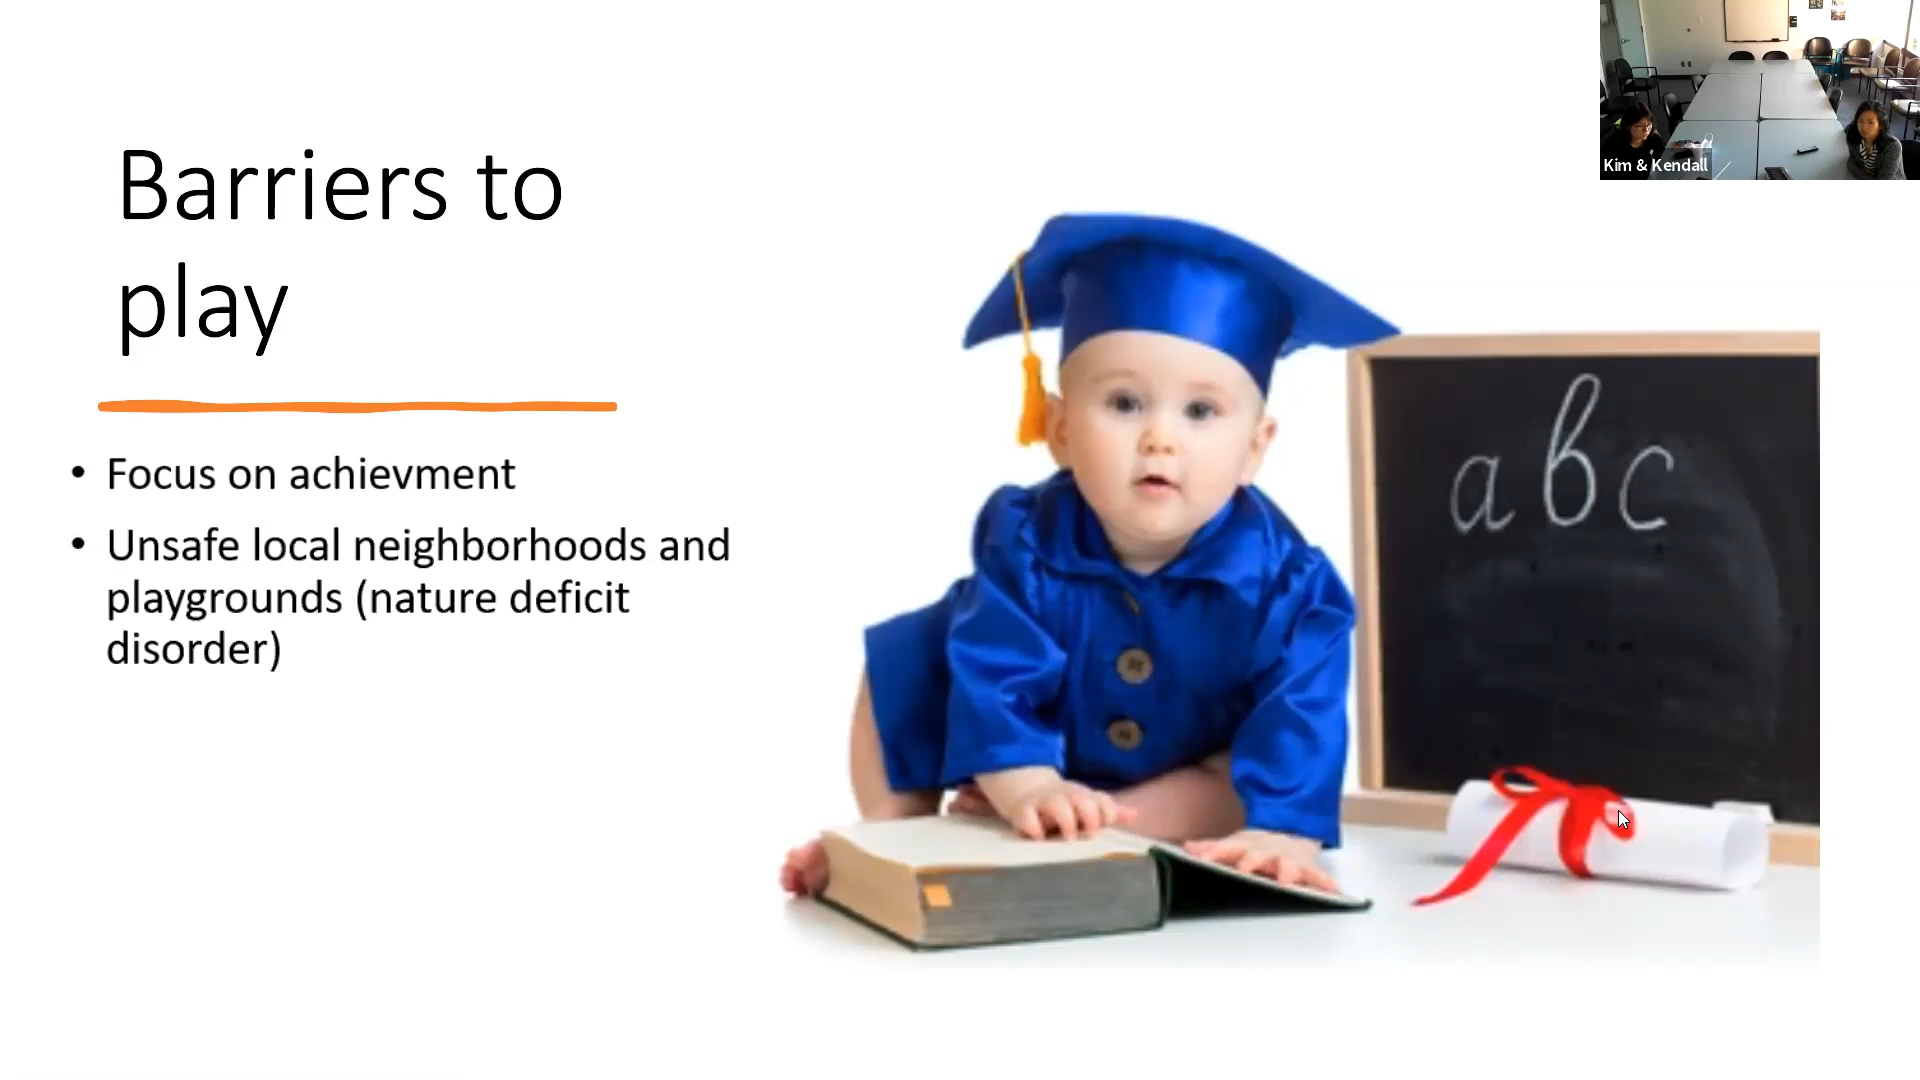 Barriers to
play
• Focus on achievment
• Unsafe local neighborhoods and
playgrounds (nature deficit
disorder)
a b c
Kim & Kendall